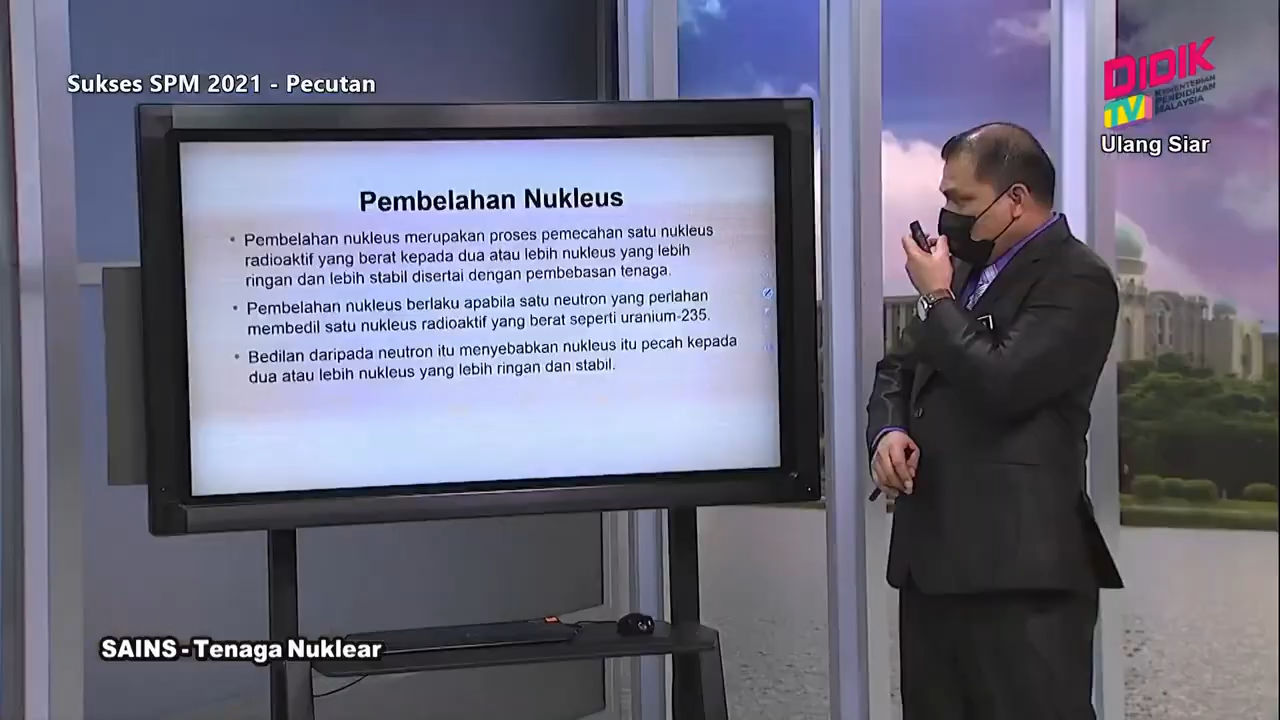 Sukses SPM 2021 - Pecutan
DIDIK
TV
KEMENTERIAN
PENDIDIKAN
MALAYSIA
Ulang Siar
Pembelahan Nukleus
• Pembelahan nukleus merupakan proses pemecahan satu nukleus
radioaktif yang berat kepada dua atau lebih nukleus yang lebih
ringan dan lebih stabil disertai dengan pembebasan tenaga.
• Pembelahan nukleus berlaku apabila satu neutron yang perlahan
membedil satu nukleus radioaktif yang berat seperti uranium-235.
• Bedilan daripada neutron itu menyebabkan nukleus itu pecah kepada
dua atau lebih nukleus yang lebih ringan dan stabil.
SAINS - Tenaga Nuklear